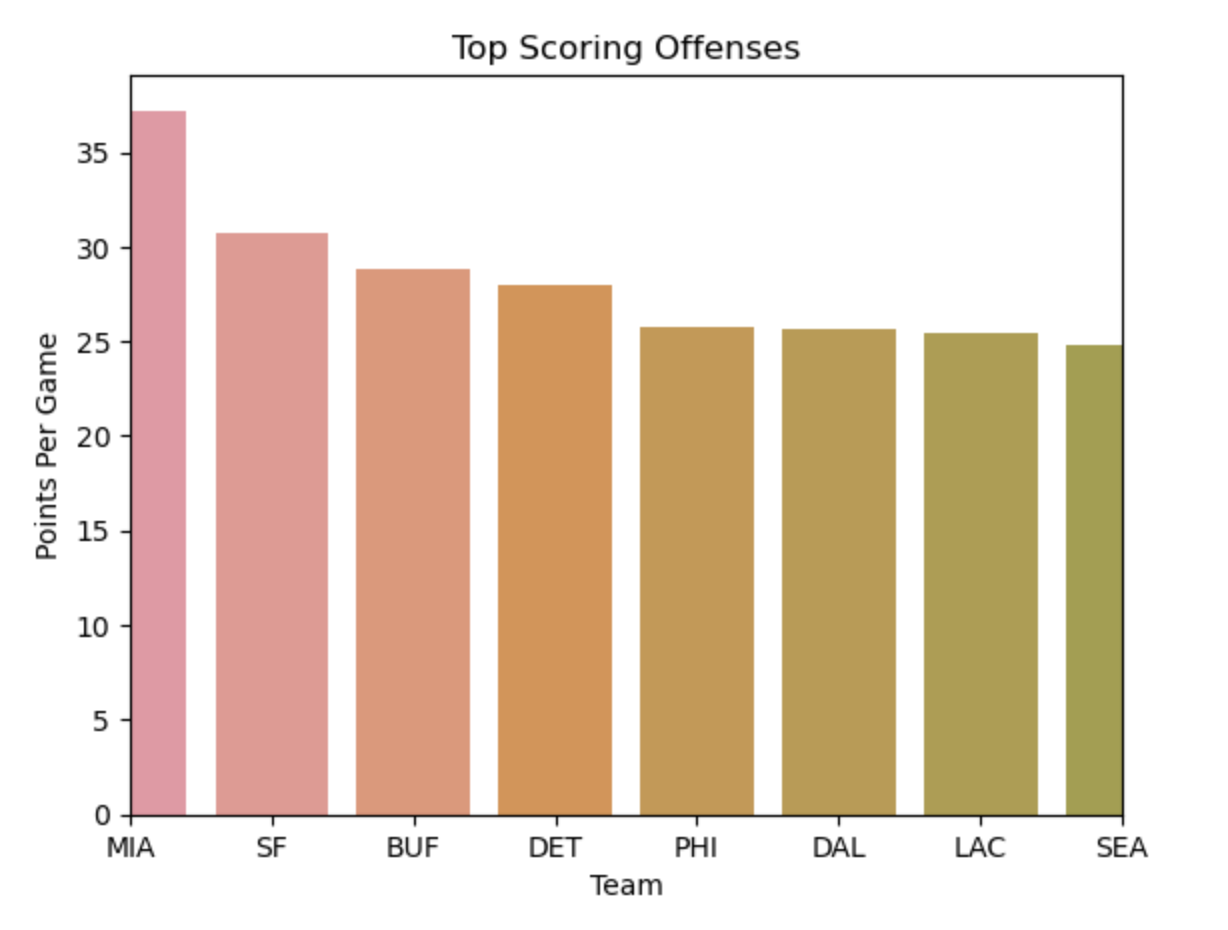 Top Scoring Offenses
35
30
25
20
15
10
5
0
Points Per Game
MIA SF BUF DET PHI DAL LAC SEA
Team